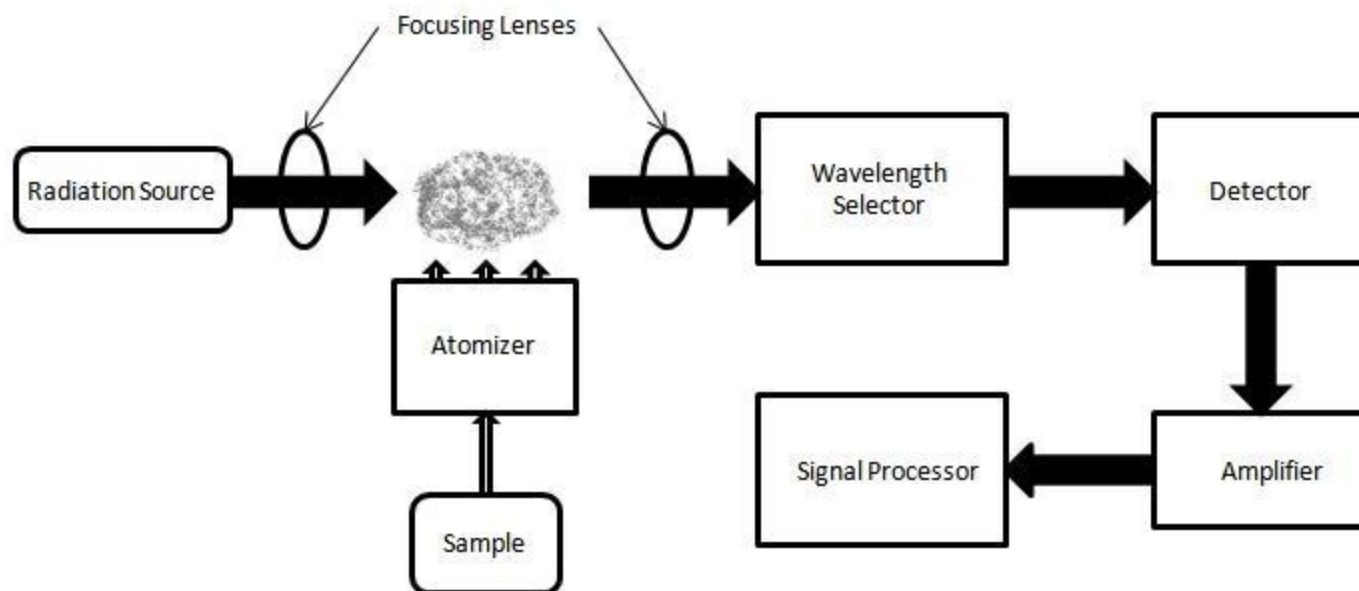 Focusing Lenses
Radiation Source
Wavelength
Selector
Detector
Atomizer
Signal Processor
Amplifier
Sample